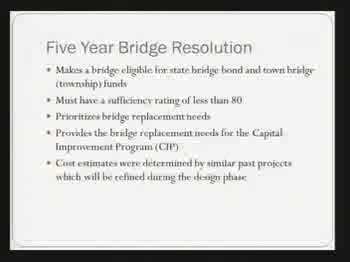 Five Year Bridge Resolution
Makes a bridge eligible for state bridge bond and town bridge
(township) funds
Must have a sufficiency rating of less than 80
Prioritizes bridge replacement needs
Provides the bridge replacement needs for the Capital
Improvement Program (CIP)
Cost estimates were determined by similar past projects
which will be refined during the design phase